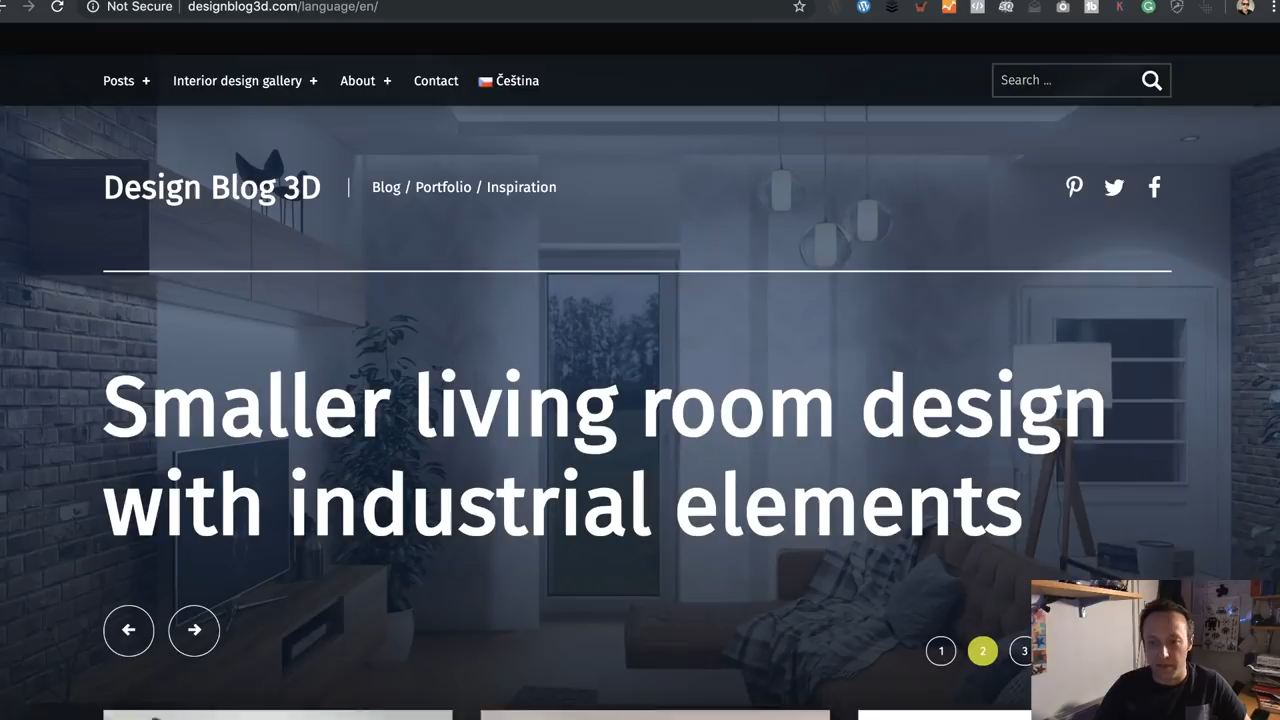 Not Secure
designblog3d.com/language/en/
Posts +
Interior design gallery +
About +
Contact
Čeština
Search ...
Design Blog 3D
Blog / Portfolio / Inspiration
Smaller living room design
with industrial elements
1
2
3